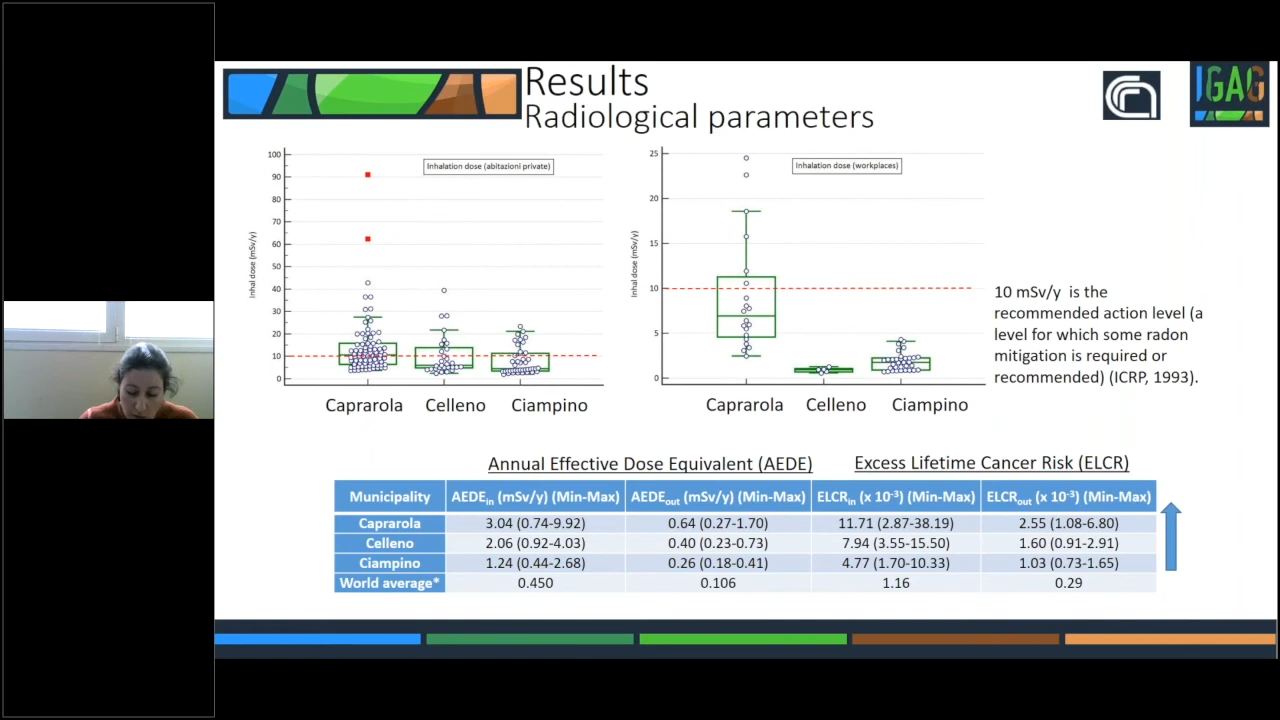 Results
Radiological parameters
IGAG
Inhalation dose (abitazioni private)
Inhal dose (mSv/y)
100
90
80
70
60
50
40
30
20
10
0
Caprarola Celleno Ciampino
Inhalation dose (workplaces)
Inhal dose (mSv/y)
25
20
15
10
5
0
Caprarola Celleno Ciampino
10 mSv/y is the
recommended action level (a
level for which some radon
mitigation is required or
recommended) (ICRP, 1993).
Annual Effective Dose Equivalent (AEDE) Excess Lifetime Cancer Risk (ELCR)
Municipality AEDEin (mSv/y) (Min-Max) AEDEout (mSv/y) (Min-Max) ELCRin (x 10-3) (Min-Max) ELCRout (x 10-3) (Min-Max)
Caprarola 3.04 (0.74-9.92) 0.64 (0.27-1.70) 11.71 (2.87-38.19) 2.55 (1.08-6.80)
Celleno 2.06 (0.92-4.03) 0.40 (0.23-0.73) 7.94 (3.55-15.50) 1.60 (0.91-2.91)
Ciampino 1.24 (0.44-2.68) 0.26 (0.18-0.41) 4.77 (1.70-10.33) 1.03 (0.73-1.65)
World average* 0.450 0.106 1.16 0.29